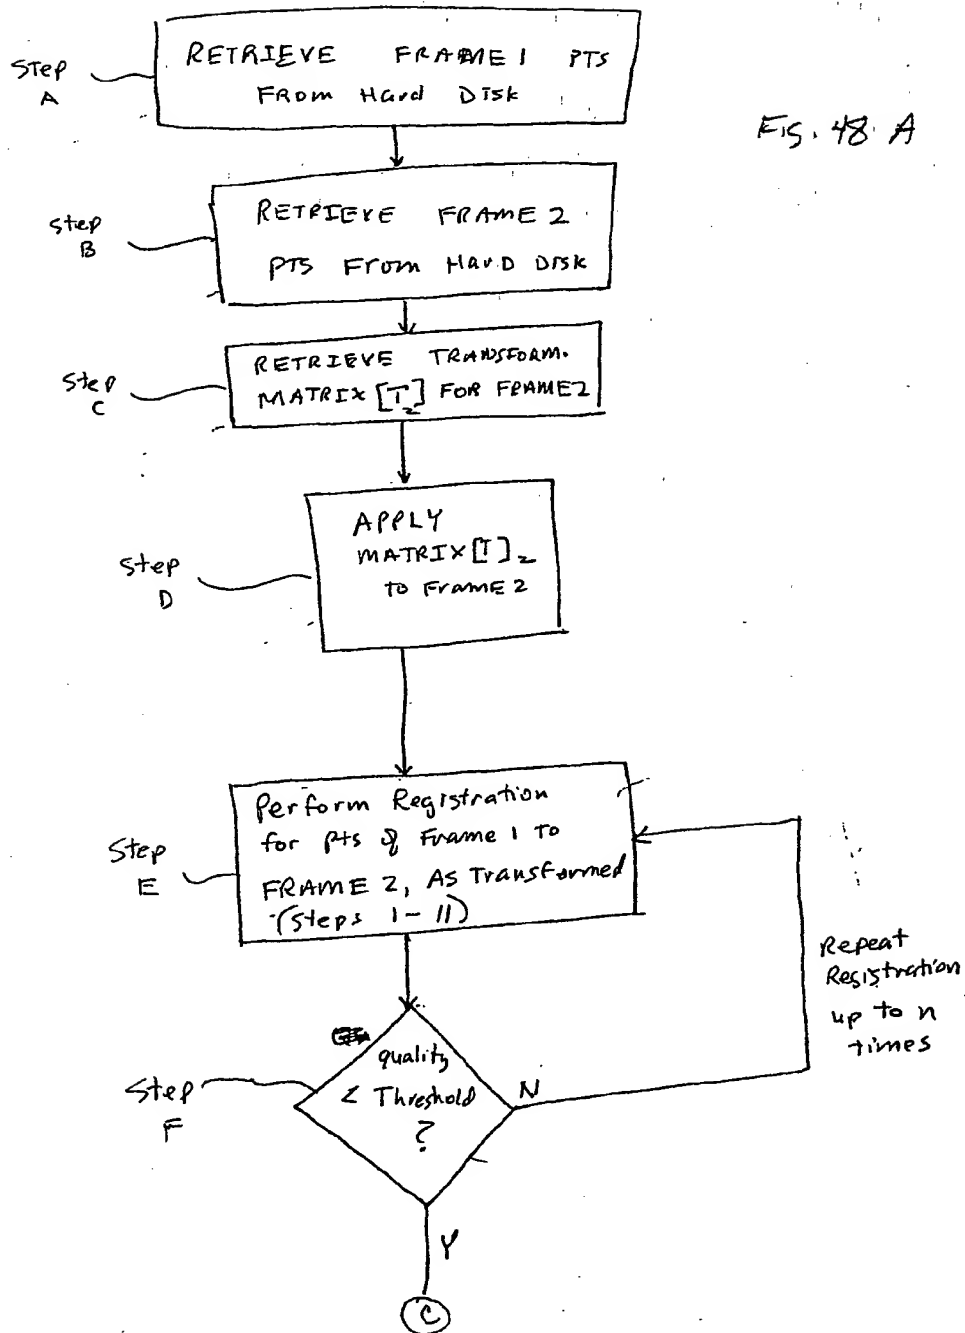 Step
A
RETRIEVE FRAME 1 PTS
FROM Hard DISK
FIG. 48 A
Step
B
RETRIEVE FRAME 2
PTS From HarD DISK
Step
C
RETRIEVE TRANSFORM.
MATRIX [T2] FOR FRAME 2
Step
D
APPLY
MATRIX [T]2
to FramE 2
Step
E
Perform Registration
for pts of Frame 1 To
FRAME 2, As Transformed
(Steps 1-11)
Repeat
Registration
up to n
times
Step
F
quality
< Threshold
?
N
Y
C